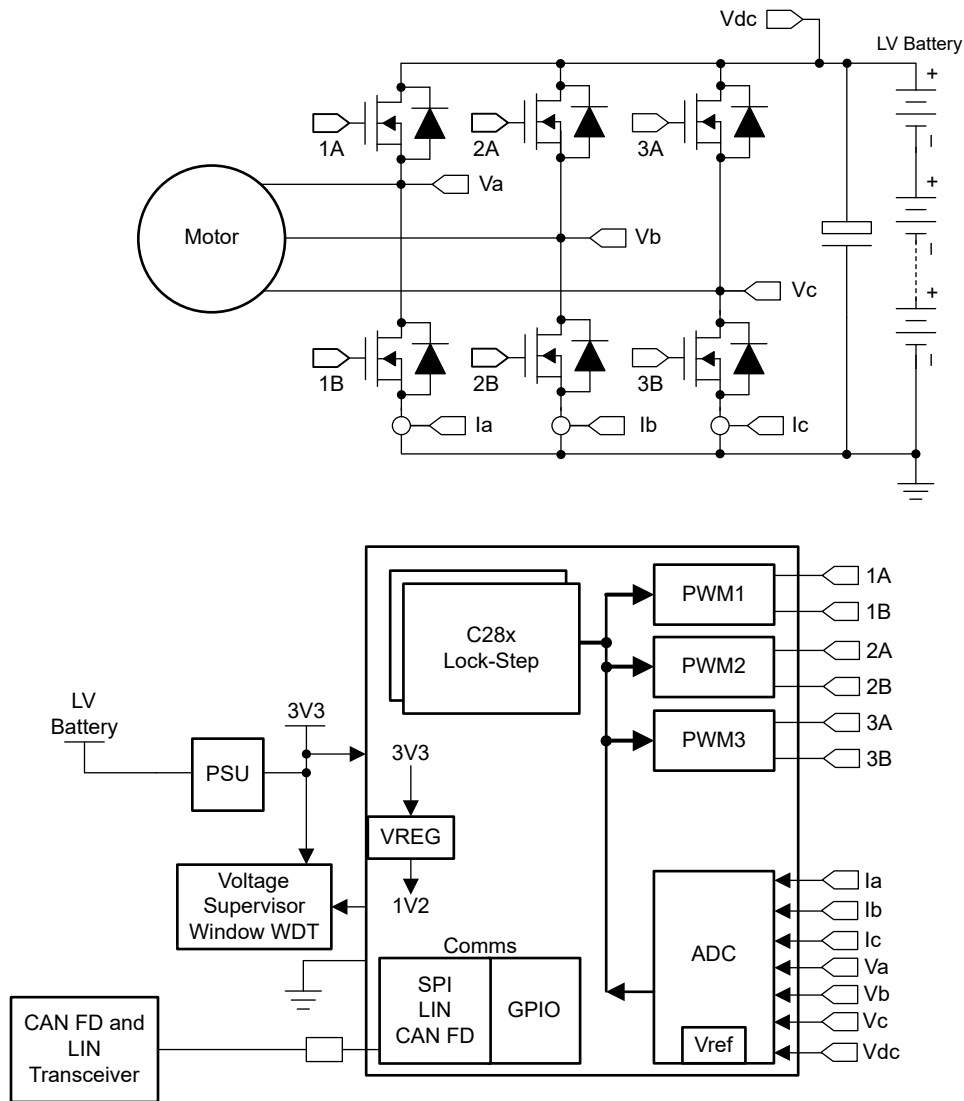 Vdc
LV Battery
+
1A
2A
3A
–
Va
+
Motor
Vb
–
Vc
+
1B
2B
3B
–
Ia
Ib
Ic
C28x
Lock-Step
PWM1
1A
1B
PWM2
2A
2B
PWM3
3A
3B
LV
Battery
3V3
PSU
3V3
VREG
1V2
Voltage
Supervisor
Window WDT
Comms
SPI
LIN
CAN FD
GPIO
CAN FD and
LIN
Transceiver
ADC
Vref
Ia
Ib
Ic
Va
Vb
Vc
Vdc